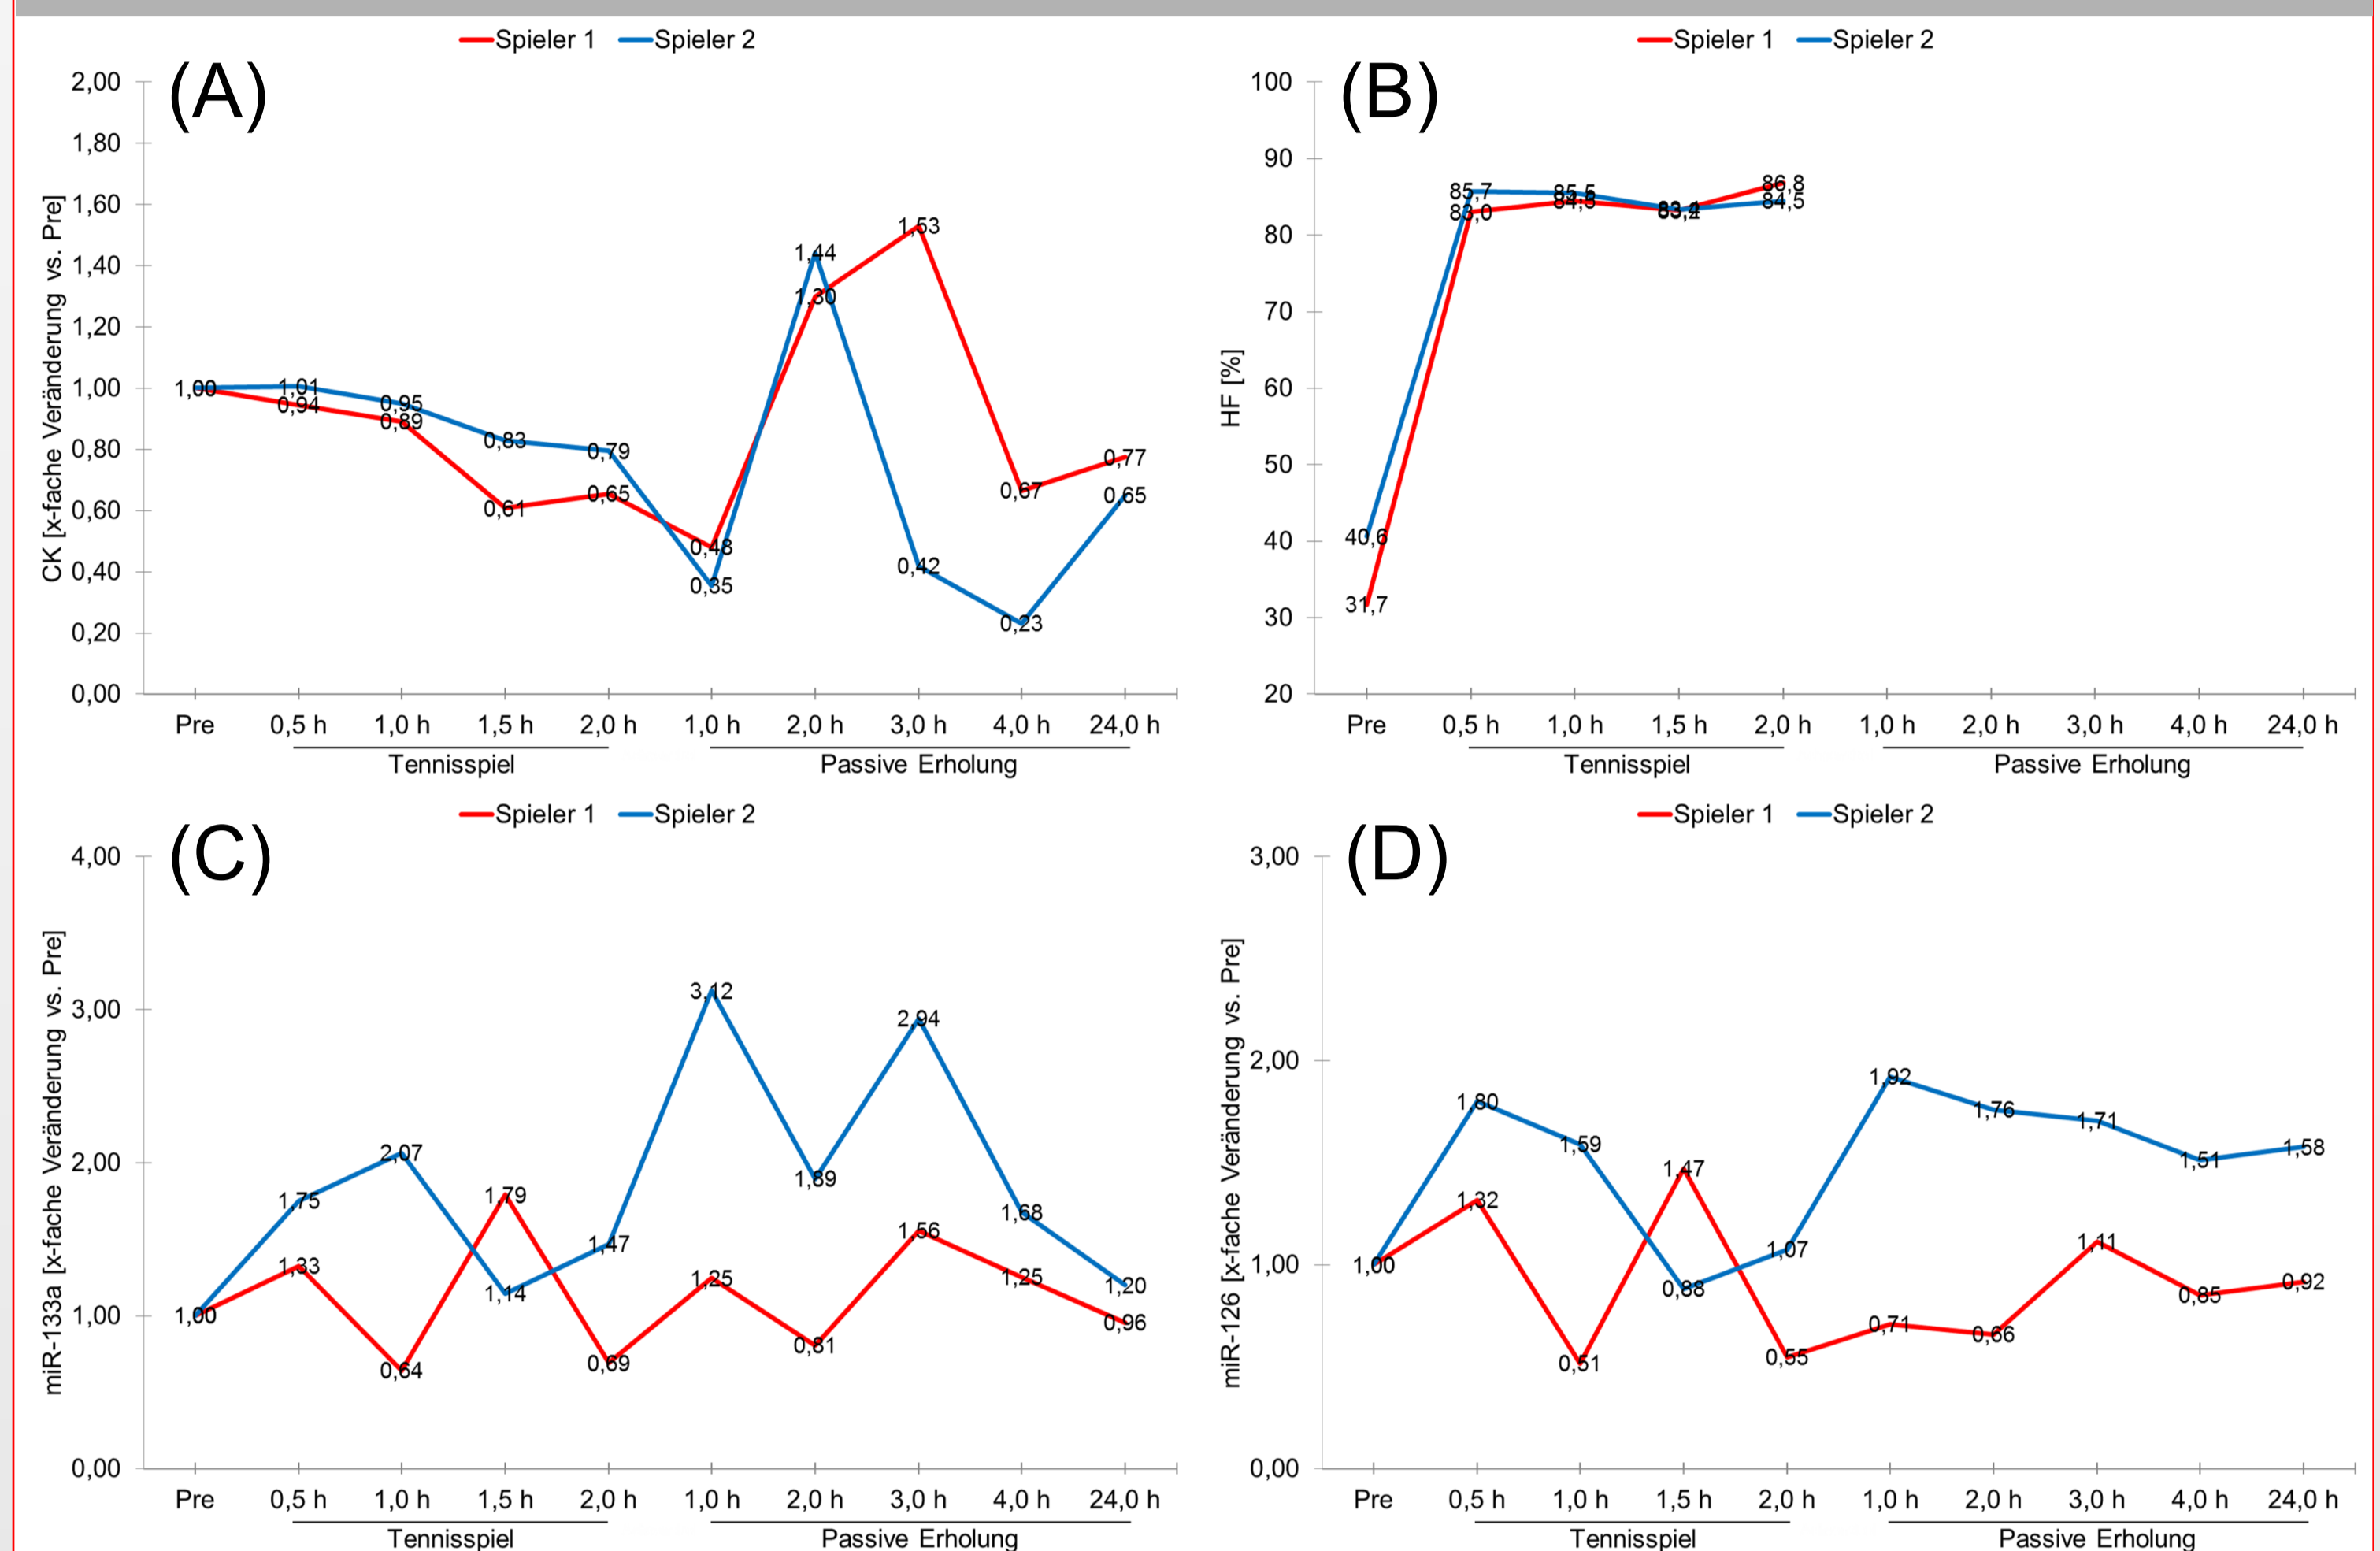 Spieler 1 Spieler 2
(A)
CK [x-fache Veränderung vs. Pre]
2,00
1,80
1,60
1,40
1,20
1,00
0,80
0,60
0,40
0,20
0,00
1,00
0,94 0,89 0,61 0,65 0,48 1,30 1,53 0,67 0,77
1,01 0,95 0,83 0,79 0,35 1,44 0,42 0,23 0,65
Pre 0,5 h 1,0 h 1,5 h 2,0 h 1,0 h 2,0 h 3,0 h 4,0 h 24,0 h
Tennisspiel Passive Erholung
Spieler 1 Spieler 2
(B)
HF [%]
100
90
80
70
60
50
40
30
20
31,7 83,0 86,8
40,6 85,7 85,5 84,5
Pre 0,5 h 1,0 h 1,5 h 2,0 h 1,0 h 2,0 h 3,0 h 4,0 h 24,0 h
Tennisspiel Passive Erholung
Spieler 1 Spieler 2
(C)
miR-133a [x-fache Veränderung vs. Pre]
4,00
3,00
2,00
1,00
0,00
1,00
1,33 0,64 1,79 0,69 1,25 0,81 1,56 1,25 0,96
1,75 2,07 1,14 1,47 3,12 1,89 2,94 1,68 1,20
Pre 0,5 h 1,0 h 1,5 h 2,0 h 1,0 h 2,0 h 3,0 h 4,0 h 24,0 h
Tennisspiel Passive Erholung
Spieler 1 Spieler 2
(D)
miR-126 [x-fache Veränderung vs. Pre]
3,00
2,00
1,00
0,00
1,00
1,32 0,51 1,47 0,55 0,71 0,66 1,11 0,85 0,92
1,80 1,59 0,88 1,07 1,92 1,76 1,71 1,51 1,58
Pre 0,5 h 1,0 h 1,5 h 2,0 h 1,0 h 2,0 h 3,0 h 4,0 h 24,0 h
Tennisspiel Passive Erholung